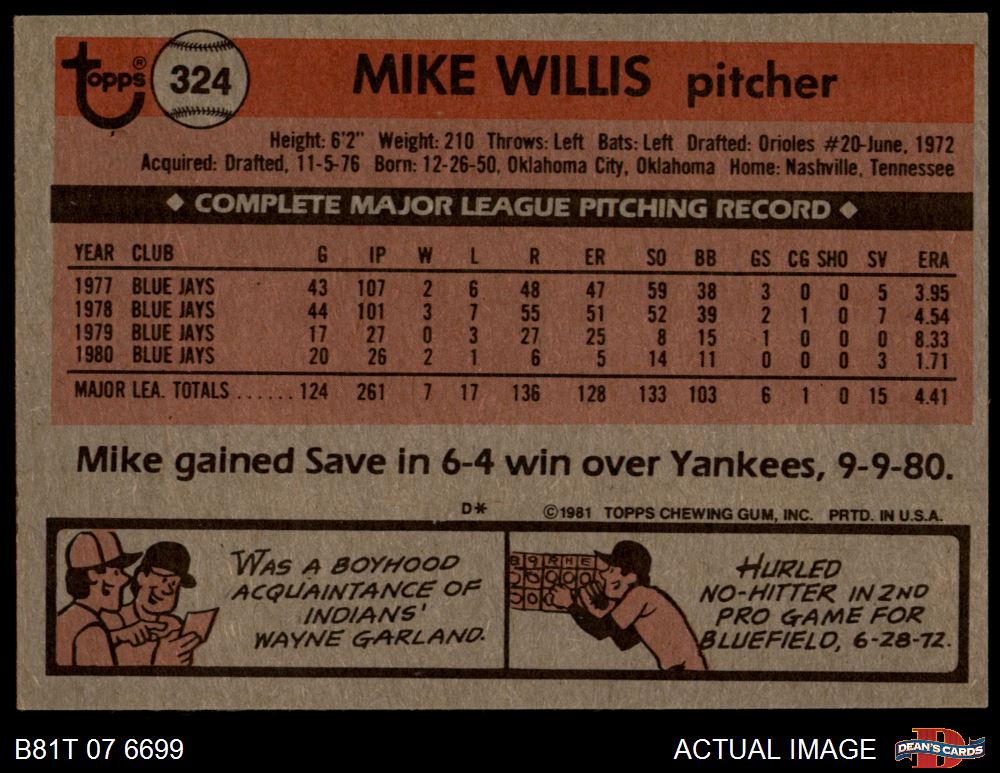 topps® 324 MIKE WILLIS pitcher
Height: 6'2" Weight: 210 Throws: Left Bats: Left Drafted: Orioles #20-June, 1972
Acquired: Drafted, 11-5-76 Born: 12-26-50, Oklahoma City, Oklahoma Home: Nashville, Tennessee
◆ COMPLETE MAJOR LEAGUE PITCHING RECORD ◆
YEAR CLUB G IP W L R ER SO BB GS CG SHO SV ERA
1977 BLUE JAYS 43 107 2 6 48 47 59 38 3 0 0 5 3.95
1978 BLUE JAYS 44 101 3 7 55 51 52 39 2 1 0 7 4.54
1979 BLUE JAYS 17 27 0 3 27 25 8 15 1 0 0 0 8.33
1980 BLUE JAYS 20 26 2 1 6 5 14 11 0 0 0 3 1.71
MAJOR LEA. TOTALS ...... 124 261 7 17 136 128 133 103 6 1 0 15 4.41
Mike gained Save in 6-4 win over Yankees, 9-9-80.
D* ©1981 TOPPS CHEWING GUM, INC. PRTD. IN U.S.A.
WAS A BOYHOOD
ACQUAINTANCE OF
INDIANS'
WAYNE GARLAND.
8 9 R H E
HURLED
NO-HITTER IN 2ND
PRO GAME FOR
BLUEFIELD, 6-28-72.
B81T 07 6699 ACTUAL IMAGE DEAN'S CARDS